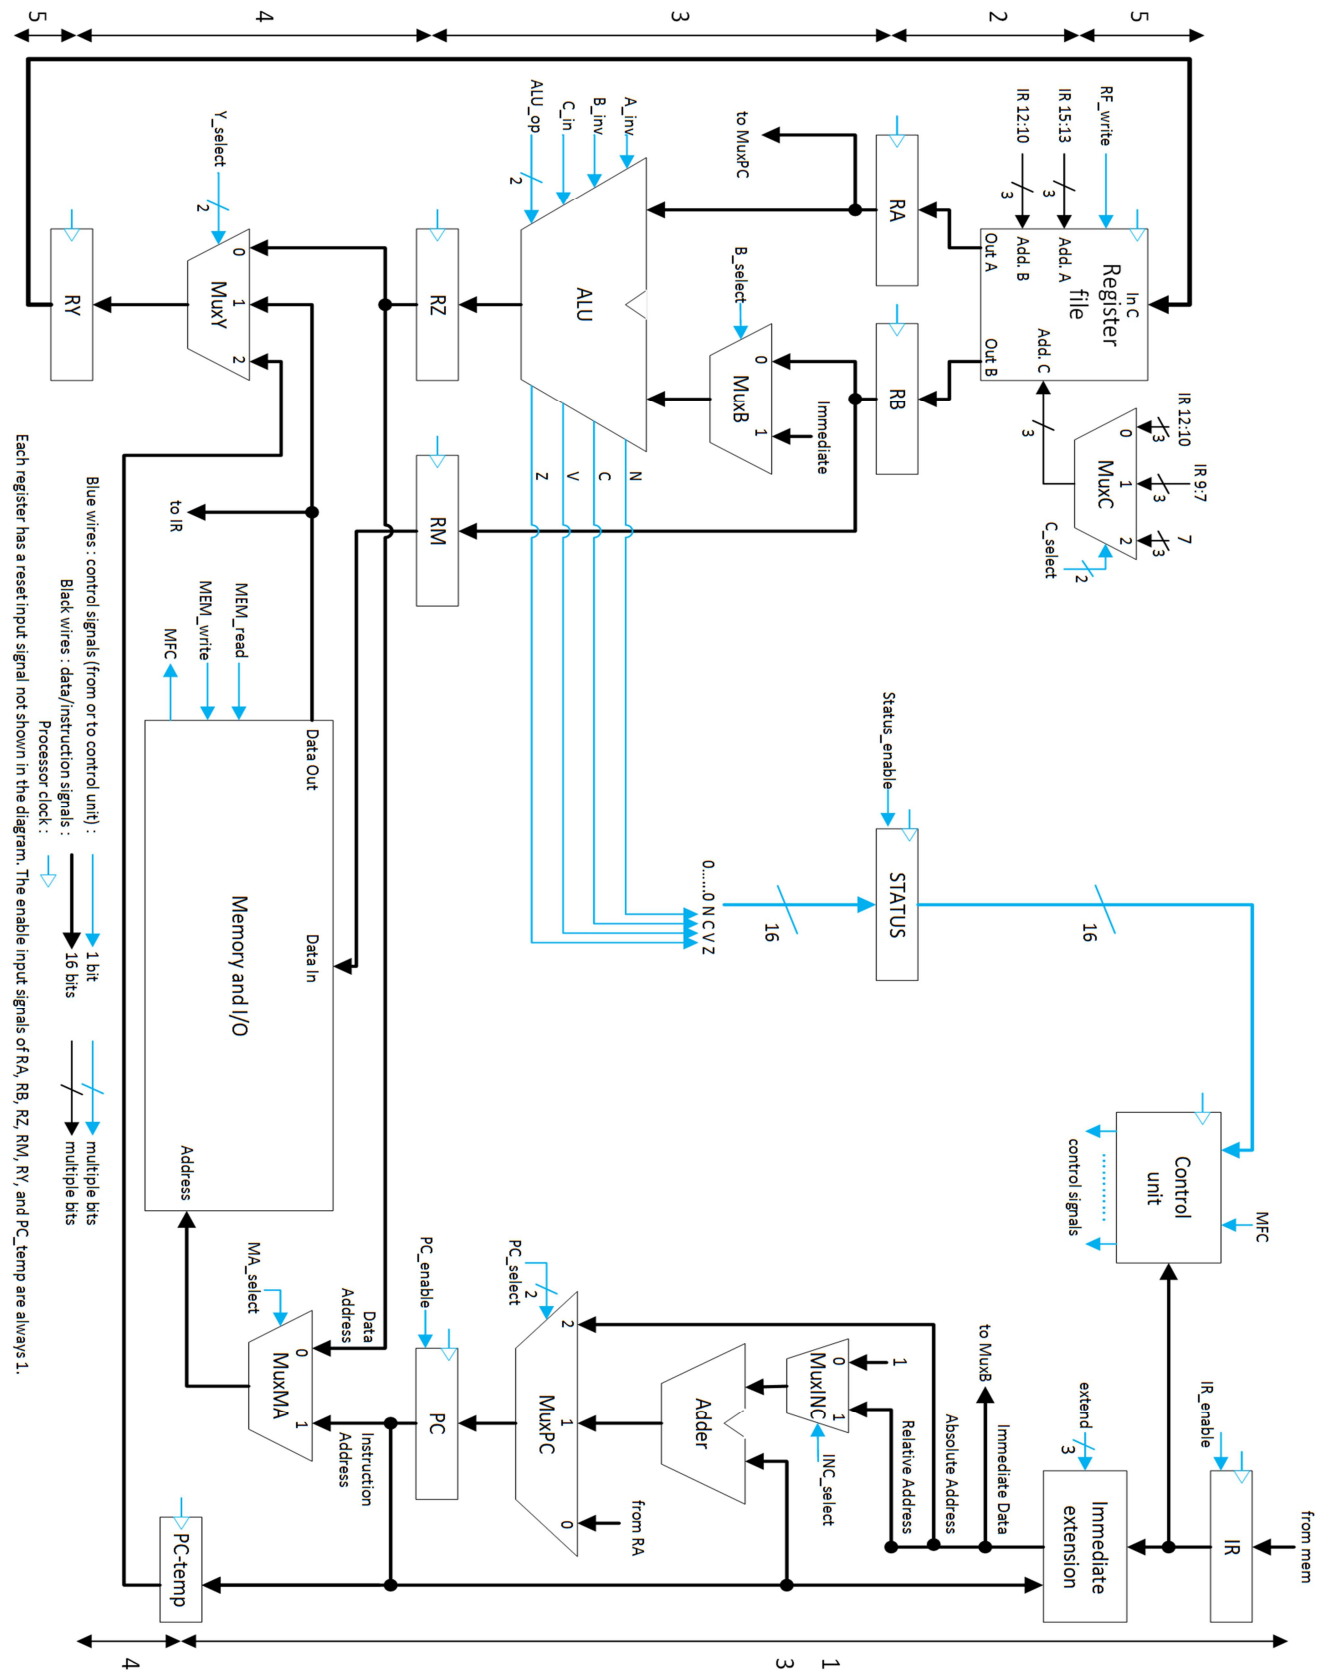 5
2
3
4
5
RF_write
IR 15:13
IR 12:10
Add. A
Add. B
In C
Register
file
Add. C
Out A
Out B
IR 12:10
IR 9:7
7
3
3
3
0
1
2
MuxC
C_select
2
3
3
3
RA
RB
to MuxPC
B_select
0
1
MuxB
Immediate
A_inv
B_inv
C_in
ALU_op
2
ALU
N
C
V
Z
RZ
RM
Y_select
2
0
1
2
MuxY
RY
to IR
MEM_read
MEM_write
MFC
Data Out
Data In
Memory and I/O
Address
Status_enable
STATUS
16
16
0......0 N C V Z
Control
unit
MFC
control signals
from mem
IR_enable
IR
extend
3
Immediate
extension
to MuxB
Immediate Data
Absolute Address
Relative Address
1
0
1
MuxINC
INC_select
Adder
PC_select
2
2
1
0
MuxPC
from RA
PC_enable
PC
Data
Address
Instruction
Address
MA_select
0
1
MuxMA
PC-temp
1
3
4
Blue wires : control signals (from or to control unit) :
1 bit
multiple bits
Black wires : data/instruction signals :
16 bits
multiple bits
Processor clock :
Each register has a reset input signal not shown in the diagram. The enable input signals of RA, RB, RZ, RM, RY, and PC_temp are always 1.